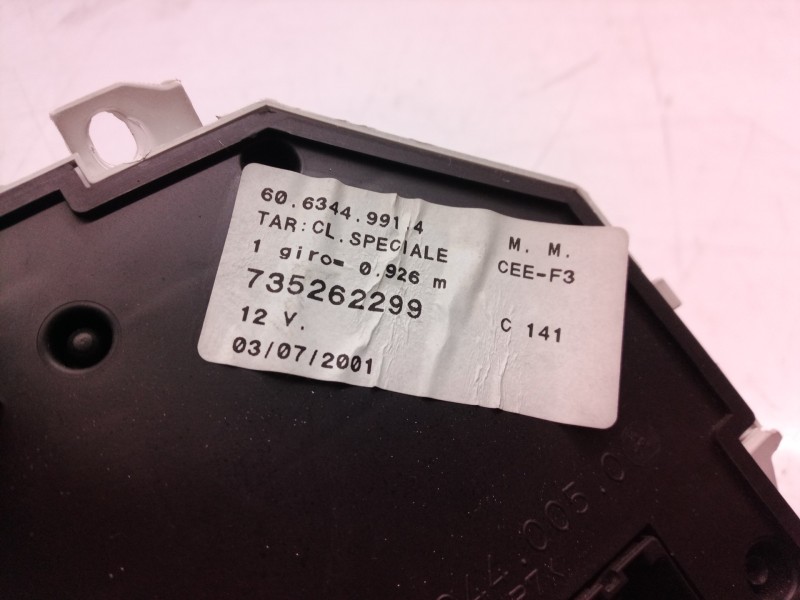 60.6344.991.4
TAR:CL.SPECIALE
1 giro= 0.926 m
735262299
12 V.
03/07/2001
M. M.
CEE-F3
C 141